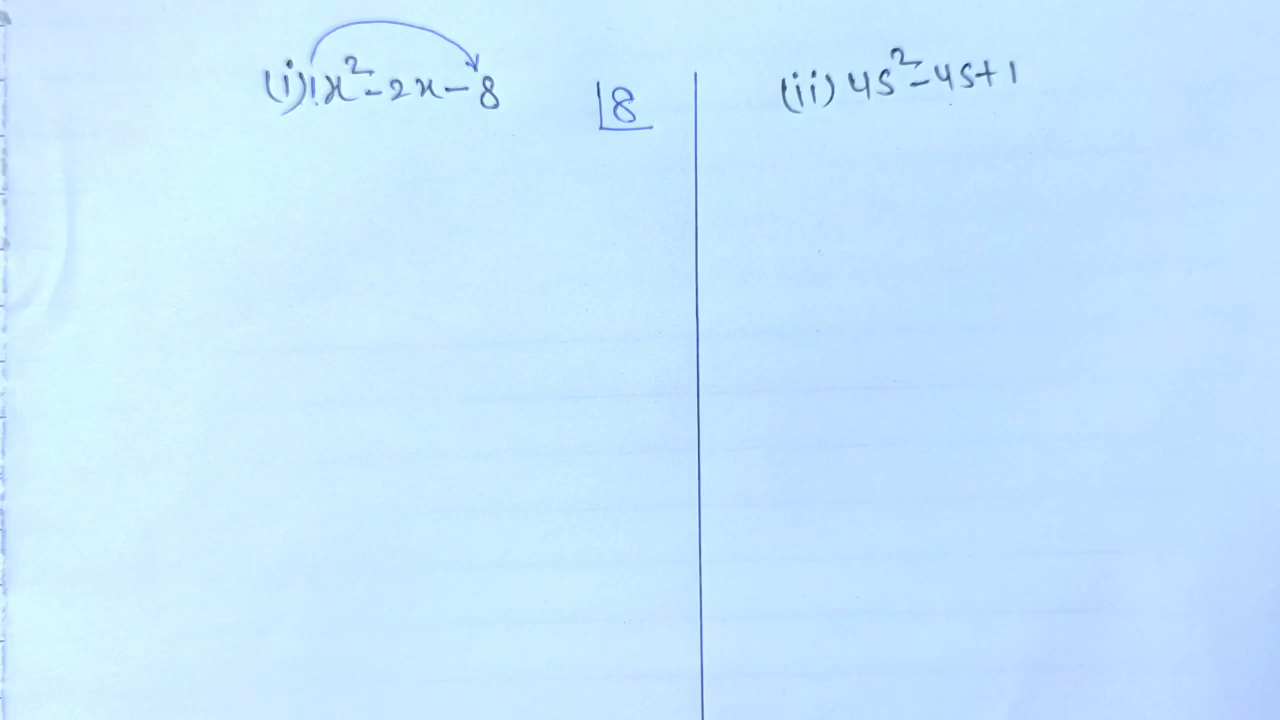 (i) 1x² - 2x - 8
8
(ii) 4s² - 4s + 1